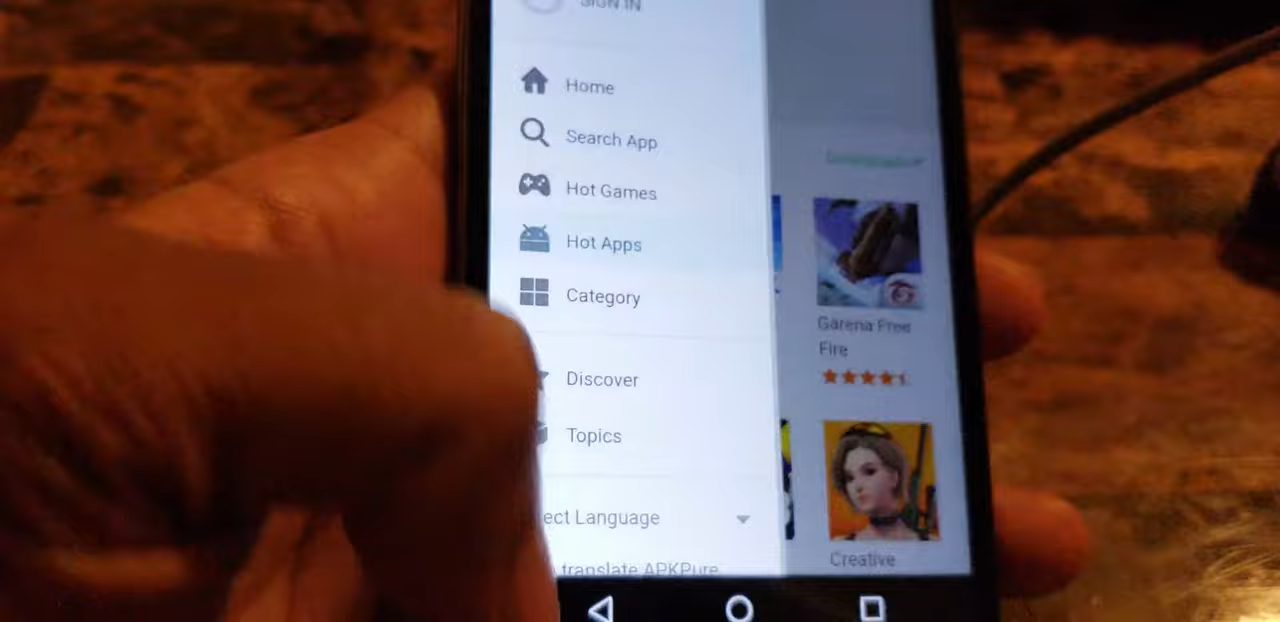 SIGN IN
Home
Search App
Hot Games
Hot Apps
Category
Discover
Topics
ect Language
translate APKPure
Garena Free
Fire
Creative